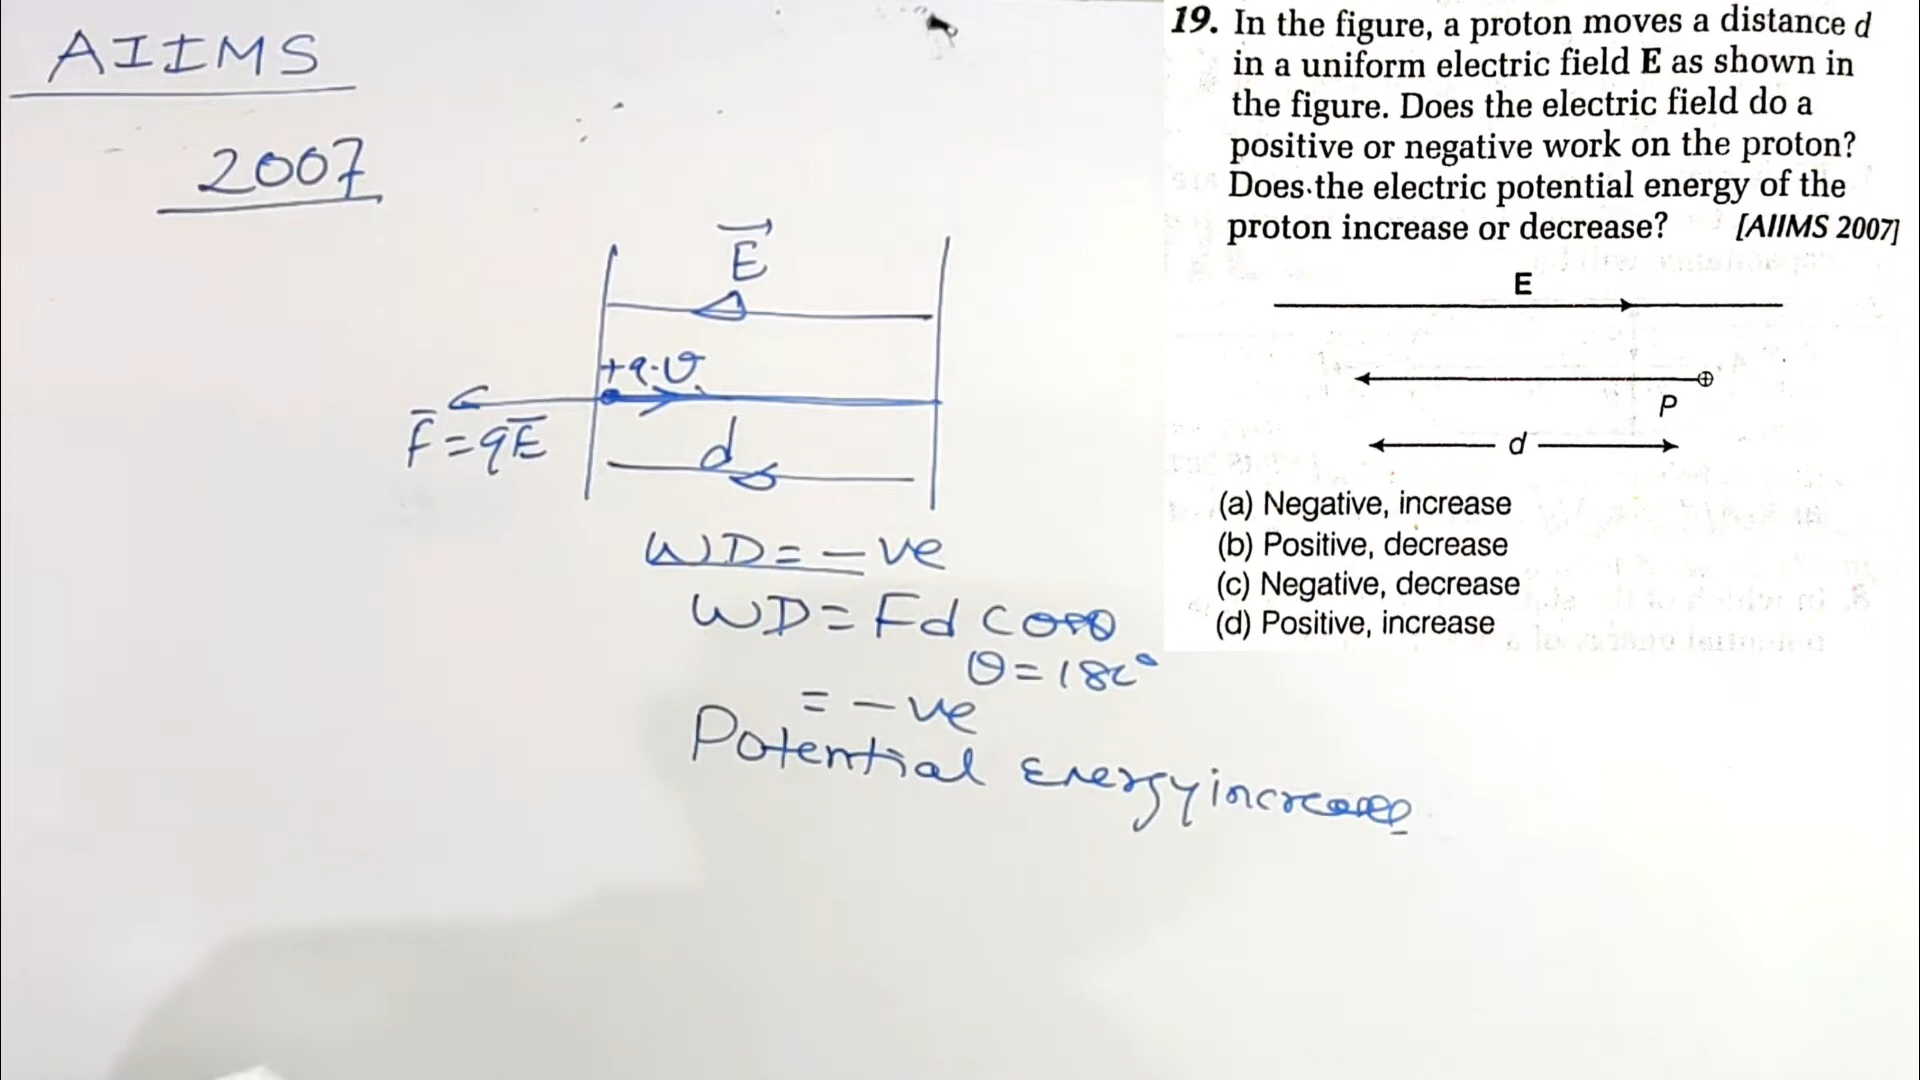 AIIMS
2007
E
+q.v
F=qE
d
WD=-ve
WD=Fd cosθ
θ=180°
=-ve
Potential energy increase
19. In the figure, a proton moves a distance d
in a uniform electric field E as shown in
the figure. Does the electric field do a
positive or negative work on the proton?
Does the electric potential energy of the
proton increase or decrease? [AIIMS 2007]
E
P
d
(a) Negative, increase
(b) Positive, decrease
(c) Negative, decrease
(d) Positive, increase